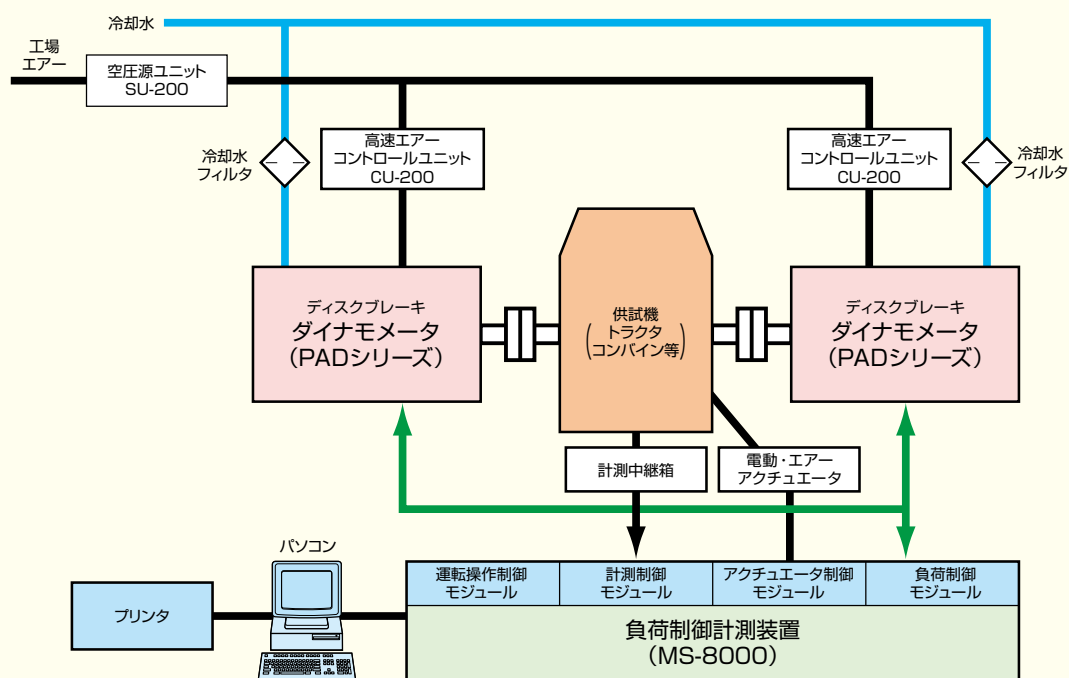 冷却水
工場
エアー
空圧源ユニット
SU-200
冷却水
フィルタ
高速エアー
コントロールユニット
CU-200
高速エアー
コントロールユニット
CU-200
冷却水
フィルタ
ディスクブレーキ
ダイナモメータ
(PADシリーズ)
供試機
(トラクタ
コンバイン等)
ディスクブレーキ
ダイナモメータ
(PADシリーズ)
計測中継箱
電動・エアー
アクチュエータ
パソコン
プリンタ
運転操作制御
モジュール
計測制御
モジュール
アクチュエータ制御
モジュール
負荷制御
モジュール
負荷制御計測装置
(MS-8000)